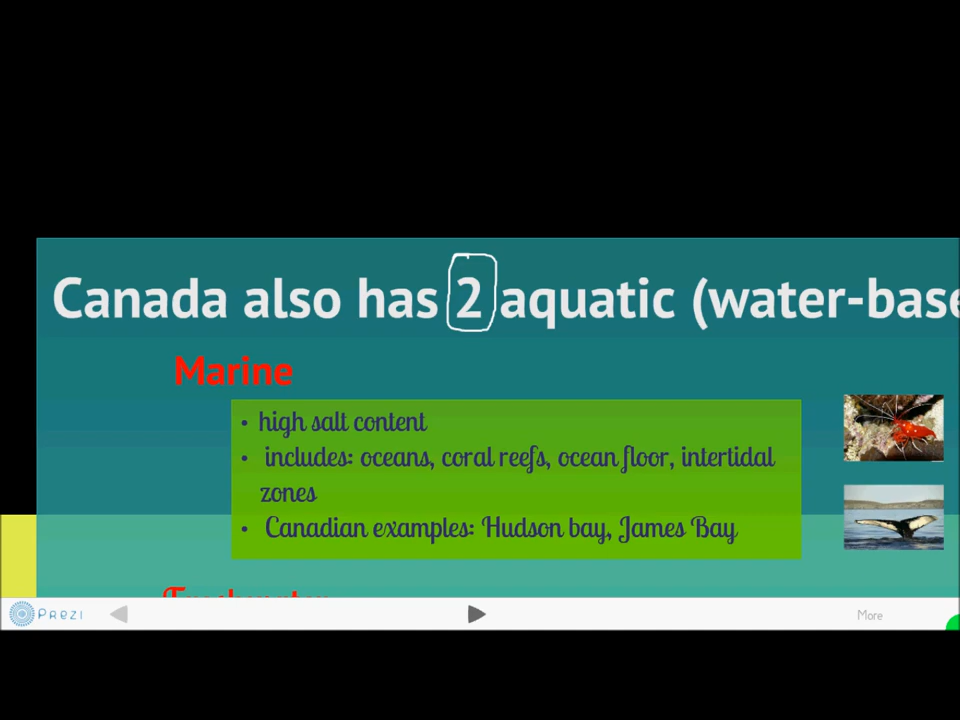 Canada also has 2 aquatic (water-base
Marine
• high salt content
• includes: oceans, coral reefs, ocean floor, intertidal
zones
• Canadian examples: Hudson bay, James Bay
Freshwater
Prezi
More